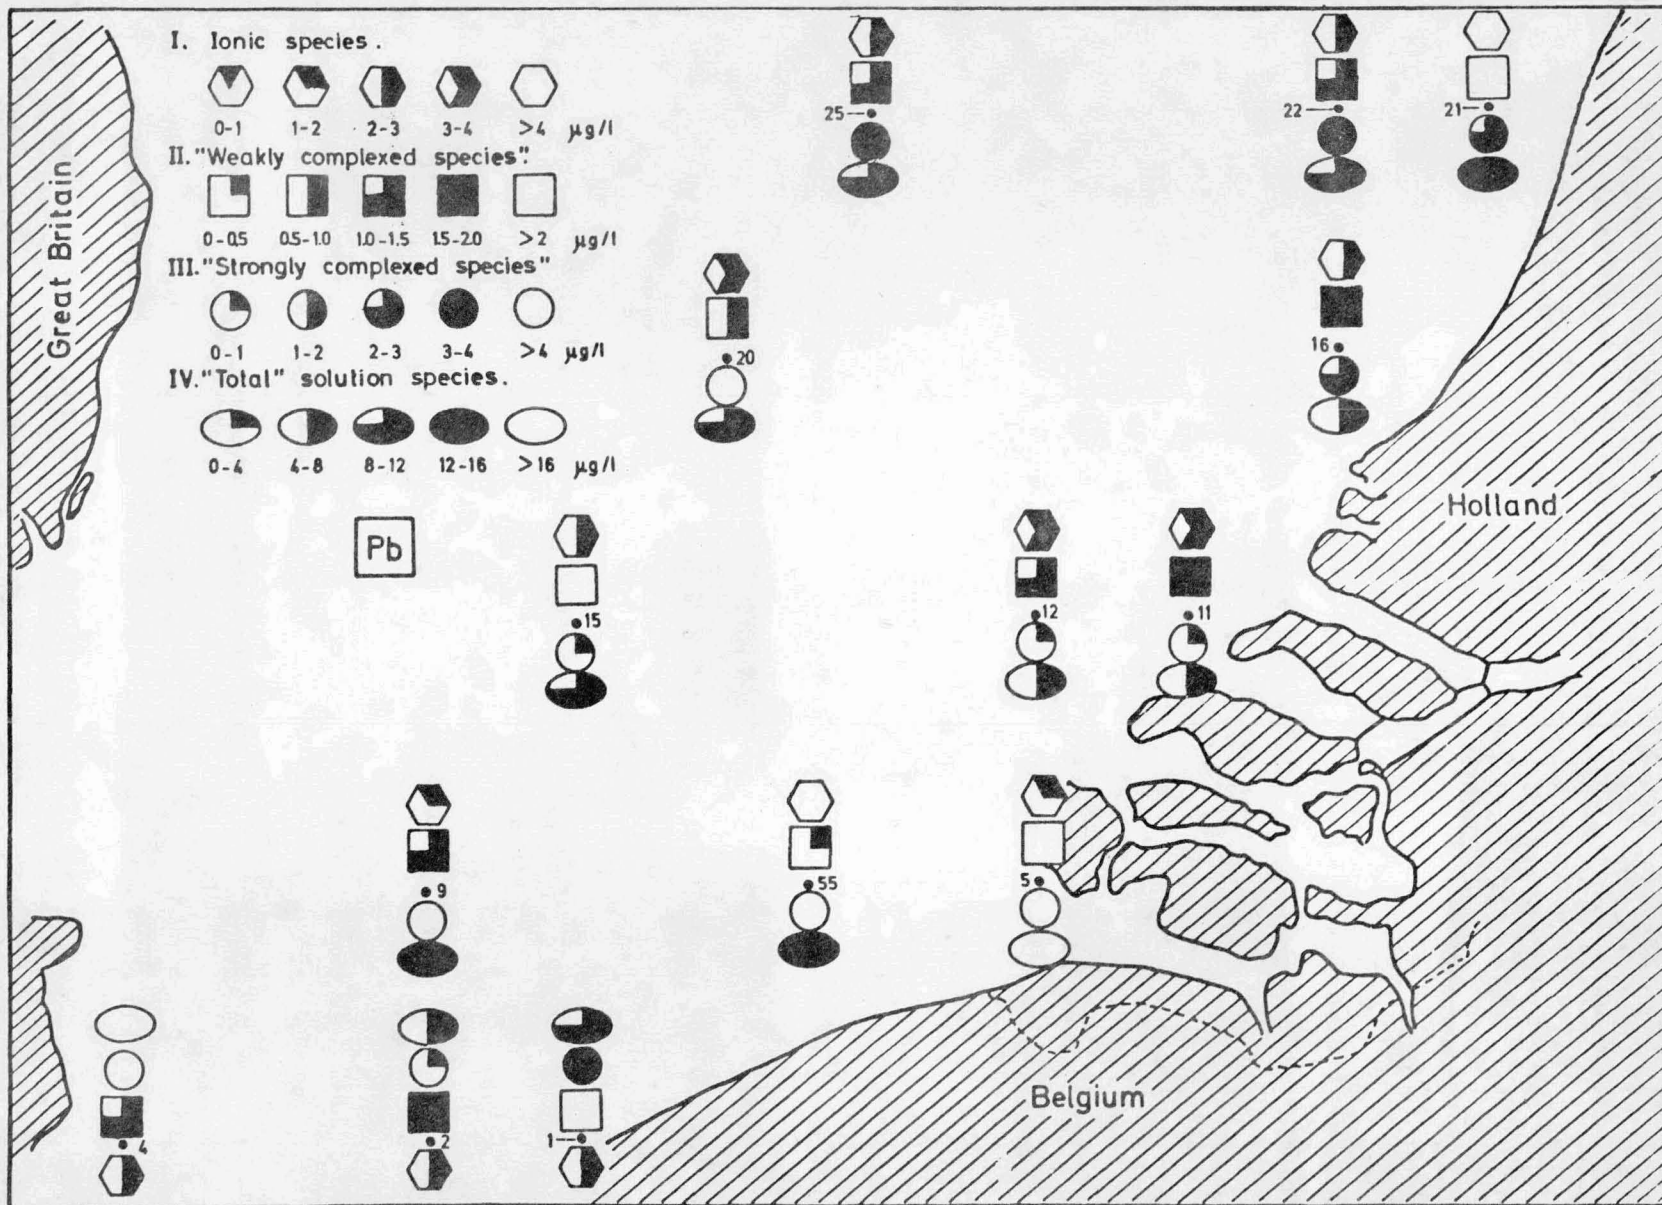 I. Ionic species.
0-1 1-2 2-3 3-4 >4 μg/l
II. "Weakly complexed species".
0-0.5 0.5-1.0 1.0-1.5 1.5-2.0 >2 μg/l
III. "Strongly complexed species"
0-1 1-2 2-3 3-4 >4 μg/l
IV. "Total" solution species.
0-4 4-8 8-12 12-16 >16 μg/l
Great Britain
25
22
21
16
20
Holland
Pb
15
12
11
9
55
5
4
2
1
Belgium